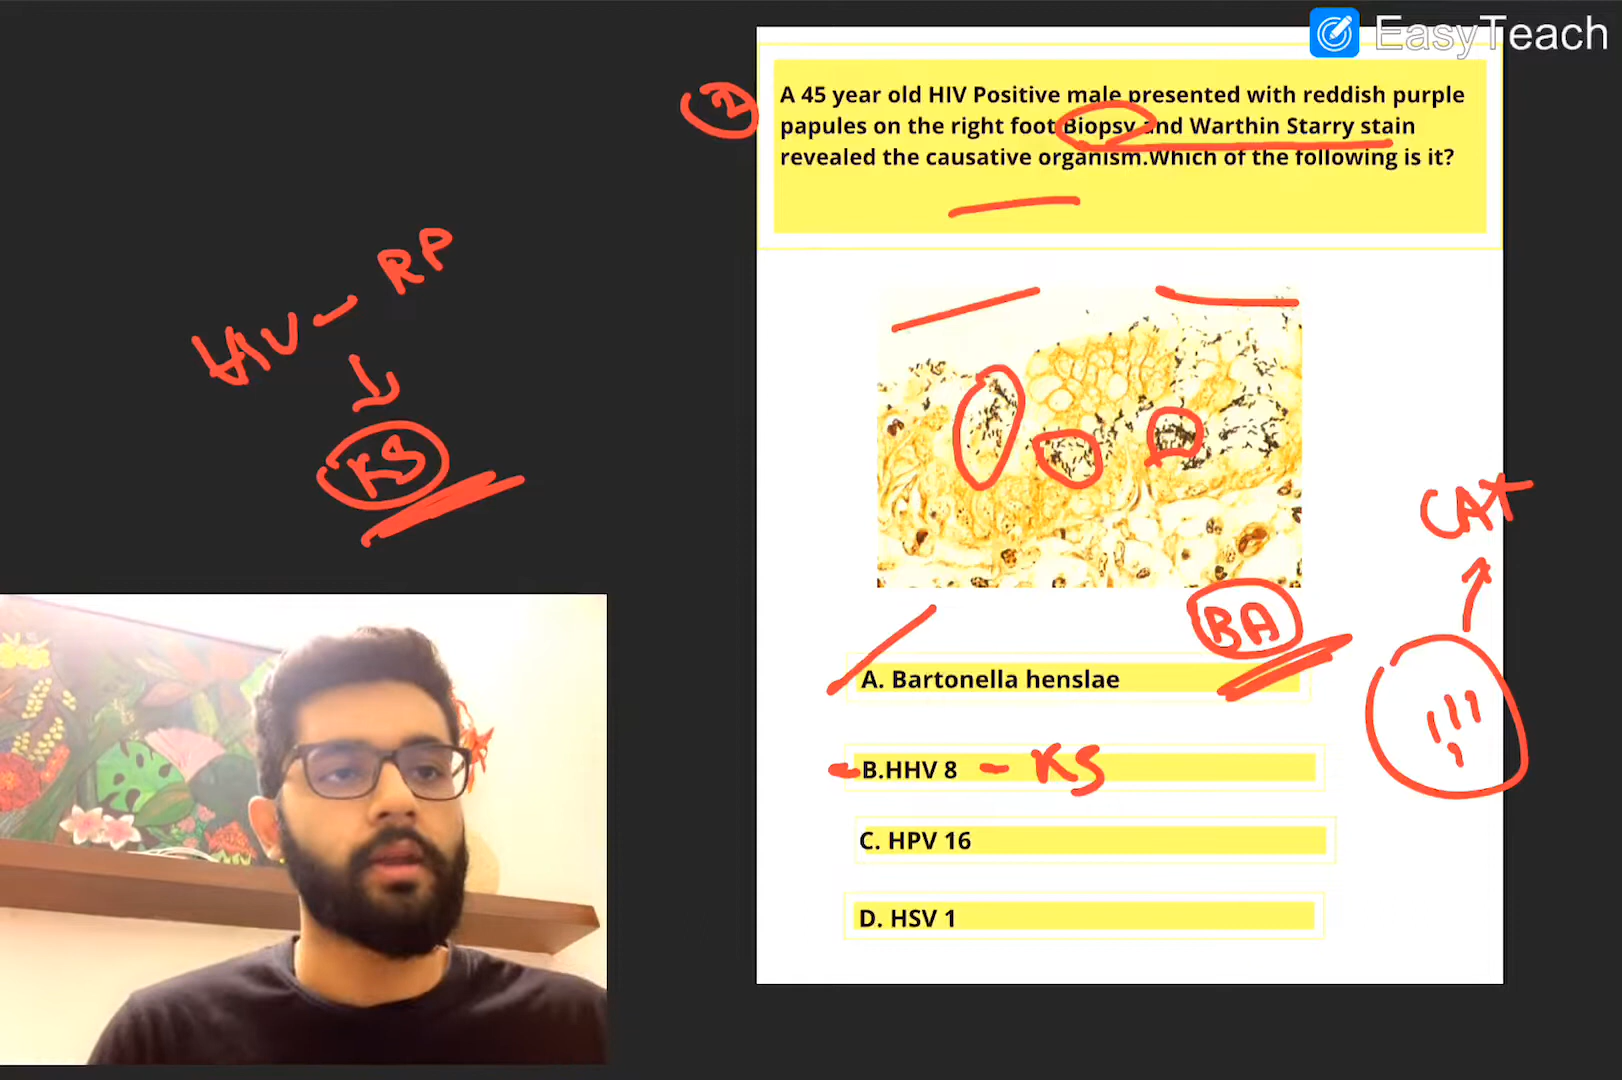 EasyTeach
2
A 45 year old HIV Positive male presented with reddish purple
papules on the right foot Biopsy and Warthin Starry stain
revealed the causative organism.Which of the following is it?
HIV - RP
KS
CAT
BA
A. Bartonella henslae
B.HHV 8 - KS
C. HPV 16
D. HSV 1